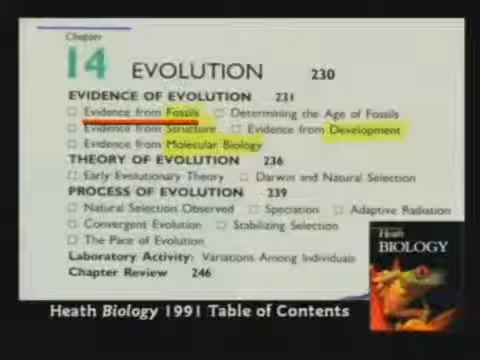 Chapter
14 EVOLUTION 230
EVIDENCE OF EVOLUTION 231
□ Evidence from Fossils □ Determining the Age of Fossils
□ Evidence from Structure □ Evidence from Development
□ Evidence from Molecular Biology
THEORY OF EVOLUTION 236
□ Early Evolutionary Theory □ Darwin and Natural Selection
PROCESS OF EVOLUTION 239
□ Natural Selection Observed □ Speciation □ Adaptive Radiation
□ Convergent Evolution □ Stabilizing Selection
□ The Pace of Evolution
Laboratory Activity: Variations Among Individuals
Chapter Review 246
Heath
BIOLOGY
Heath Biology 1991 Table of Contents